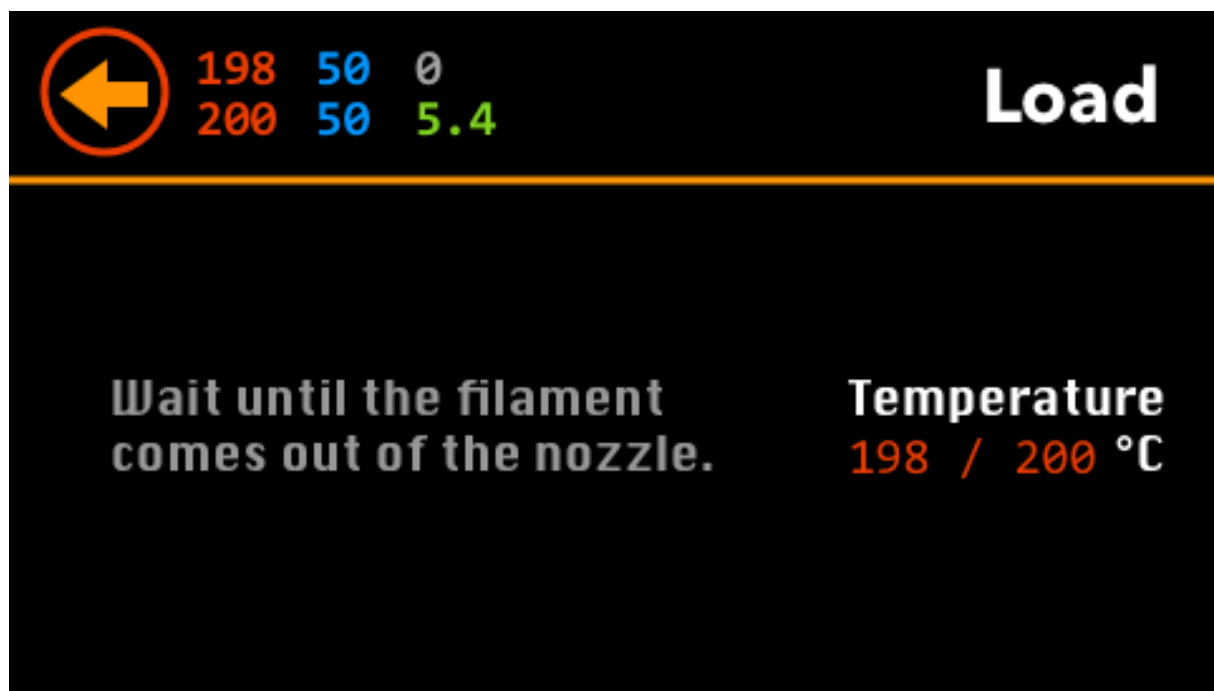 198 50 0
200 50 5.4
Load
Wait until the filament
comes out of the nozzle.
Temperature
198 / 200 °C